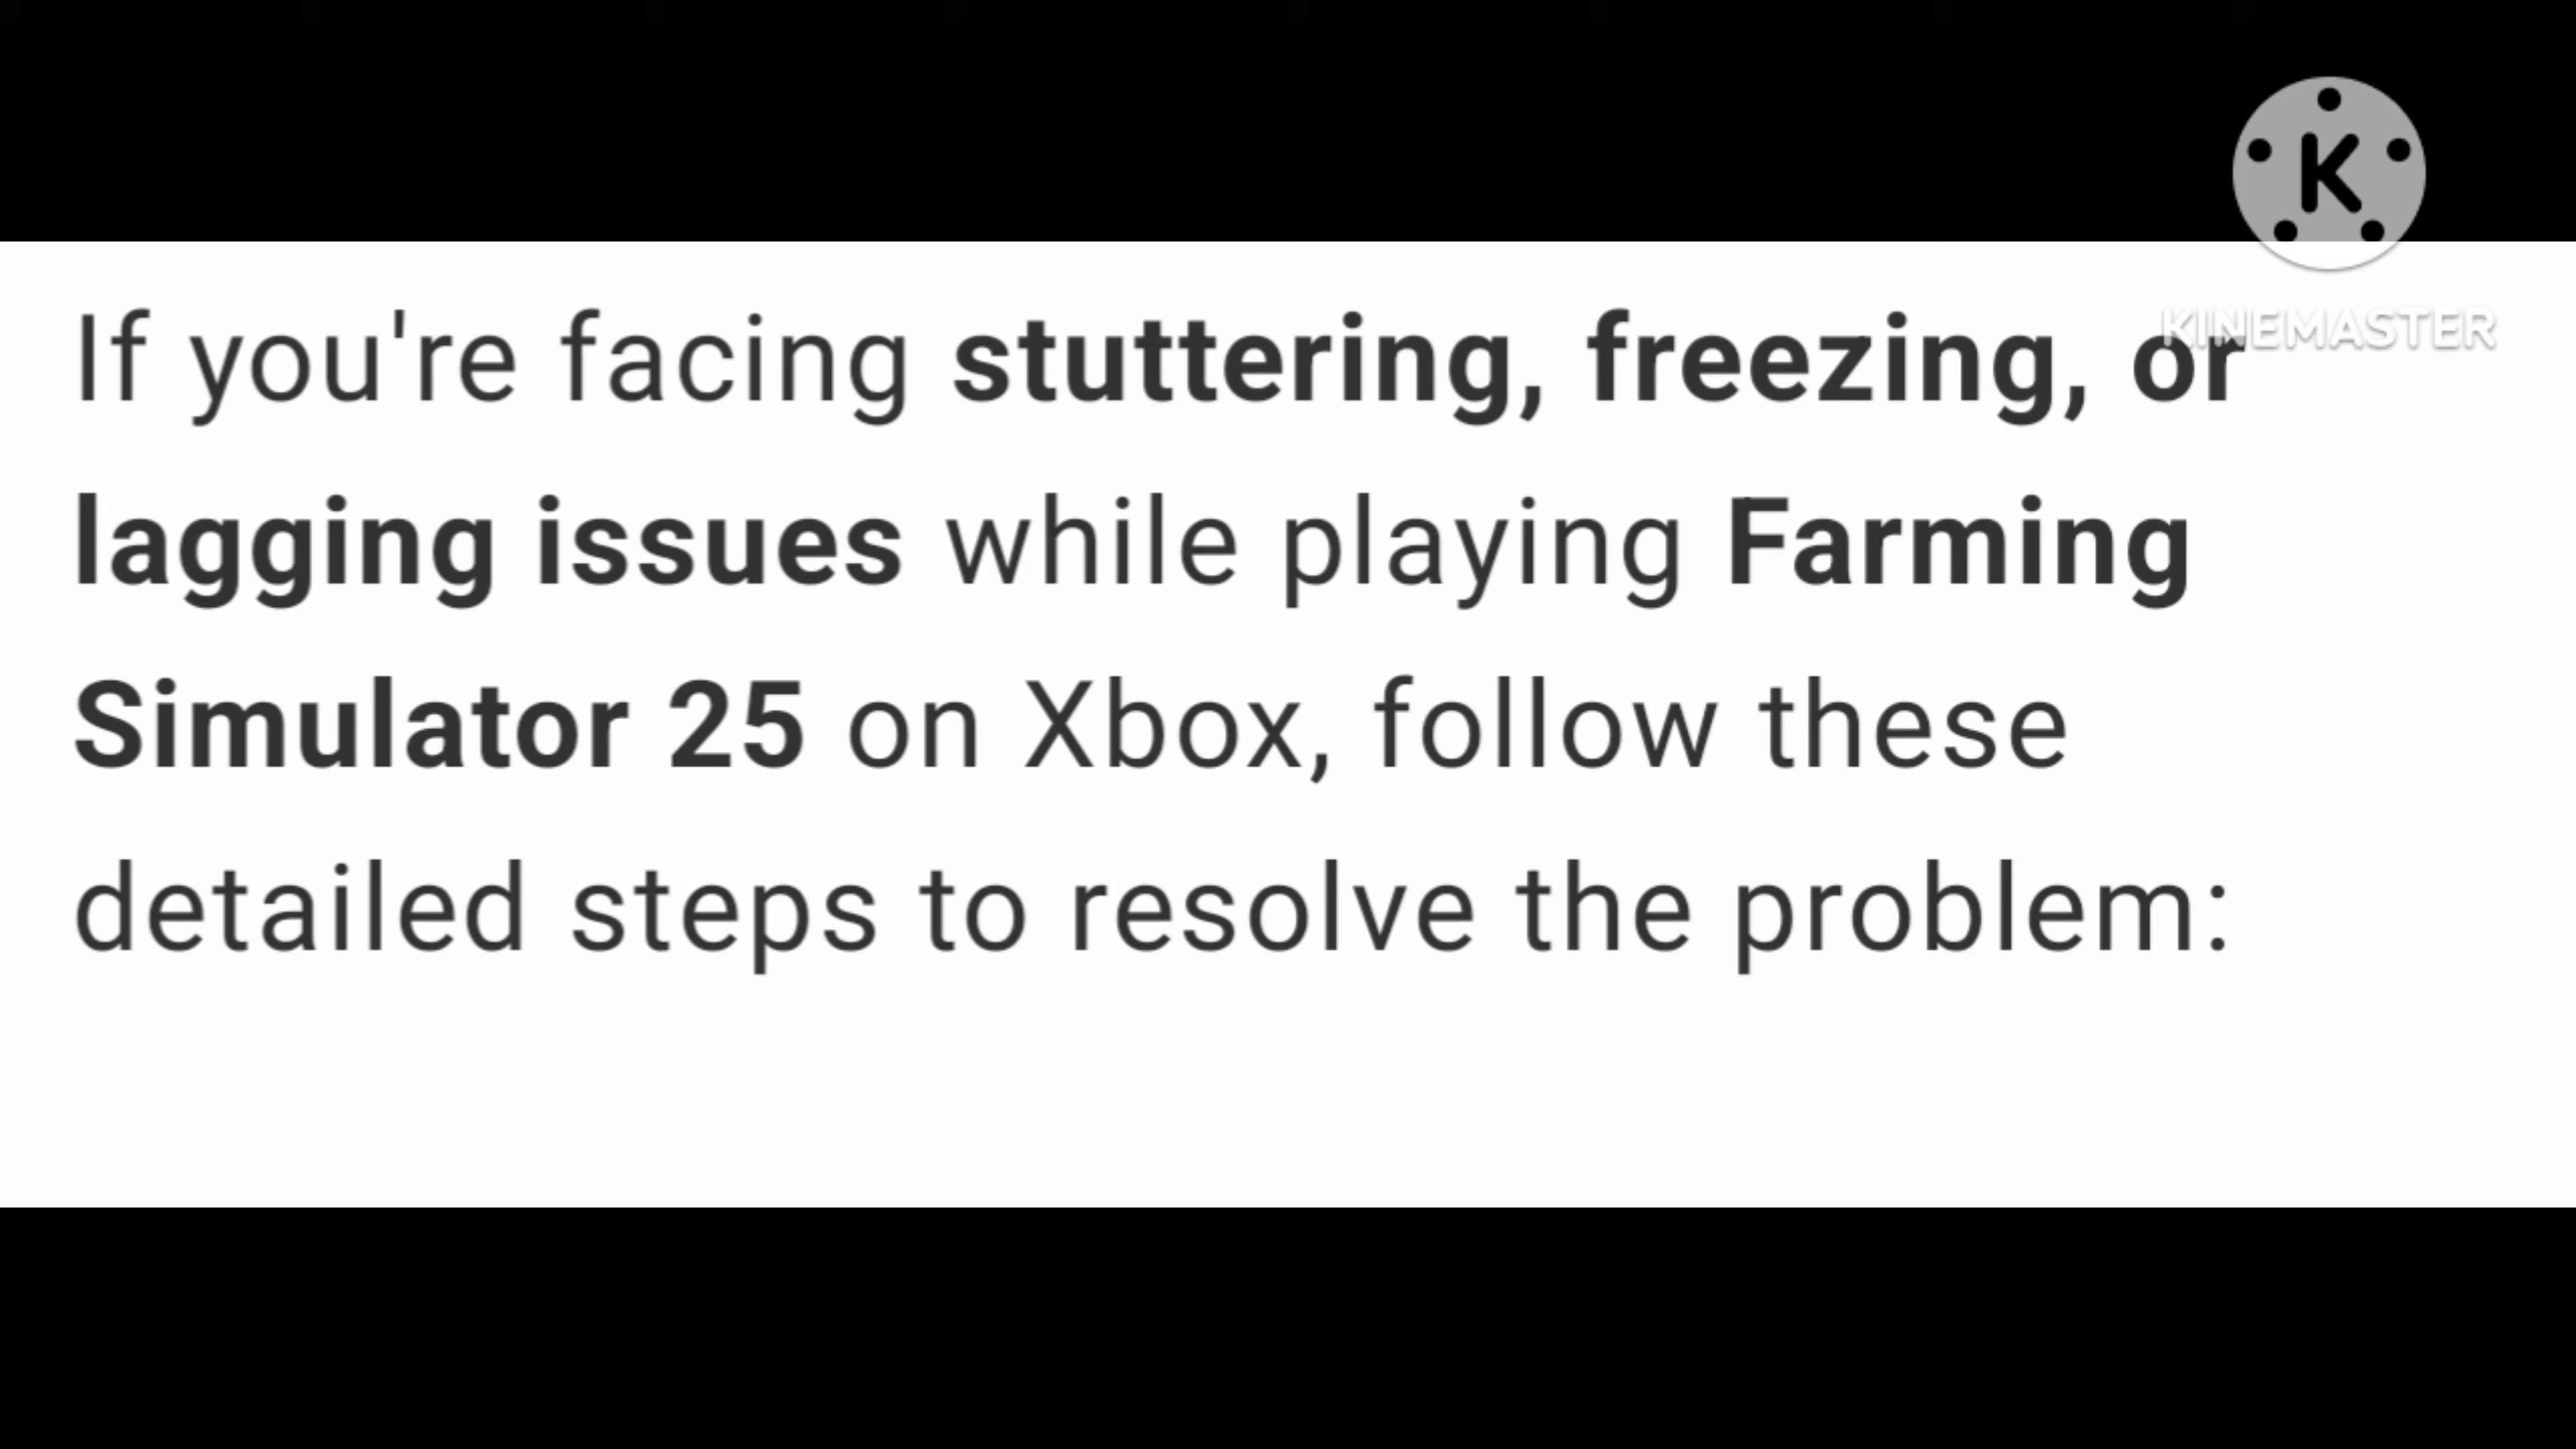 K
KINEMASTER
If you're facing stuttering, freezing, or
lagging issues while playing Farming
Simulator 25 on Xbox, follow these
detailed steps to resolve the problem: